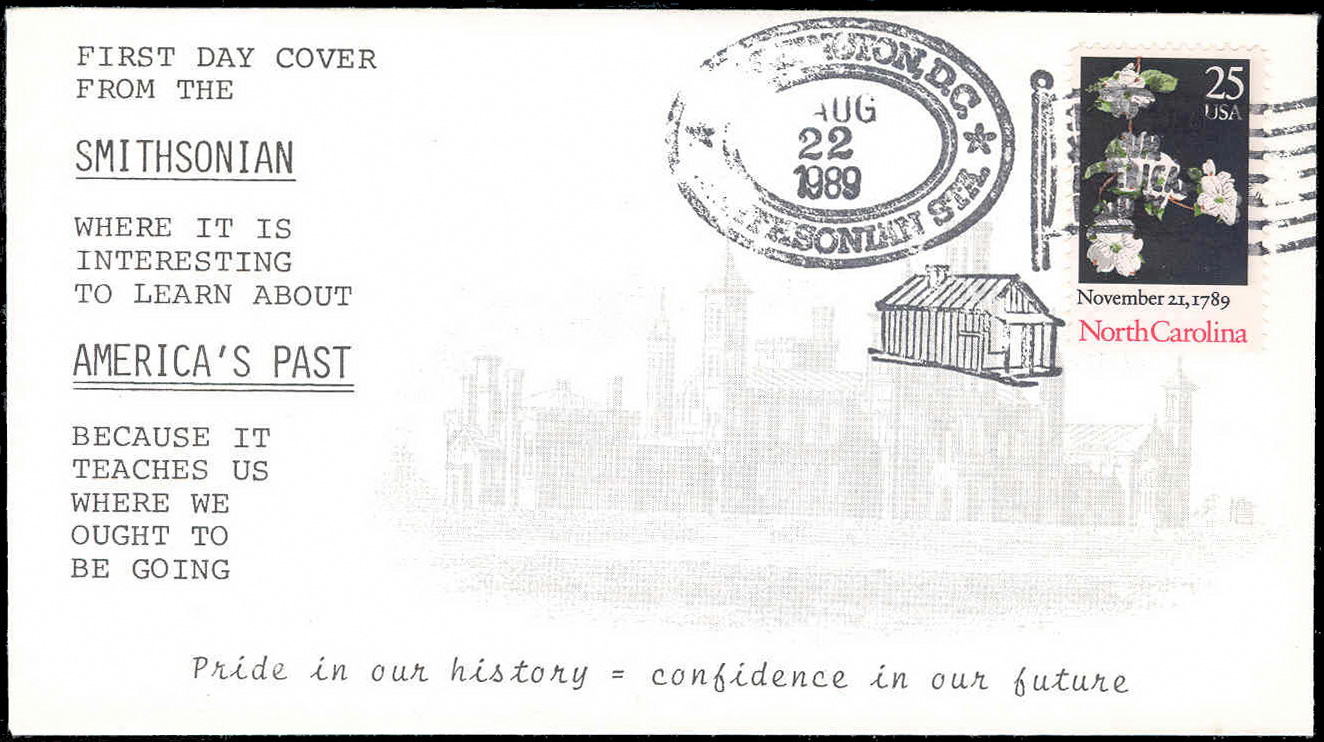 FIRST DAY COVER
FROM THE
SMITHSONIAN
WHERE IT IS
INTERESTING
TO LEARN ABOUT
AMERICA'S PAST
BECAUSE IT
TEACHES US
WHERE WE
OUGHT TO
BE GOING
D.C.
AUG
22
1989
STA.
25
USA
November 21, 1789
North Carolina
Pride in our history = confidence in our future